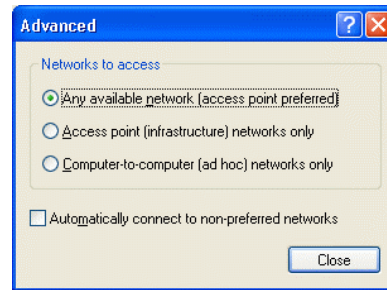 Advanced
Networks to access
Any available network (access point preferred)
Access point (infrastructure) networks only
Computer-to-computer (ad hoc) networks only
Automatically connect to non-preferred networks
Close